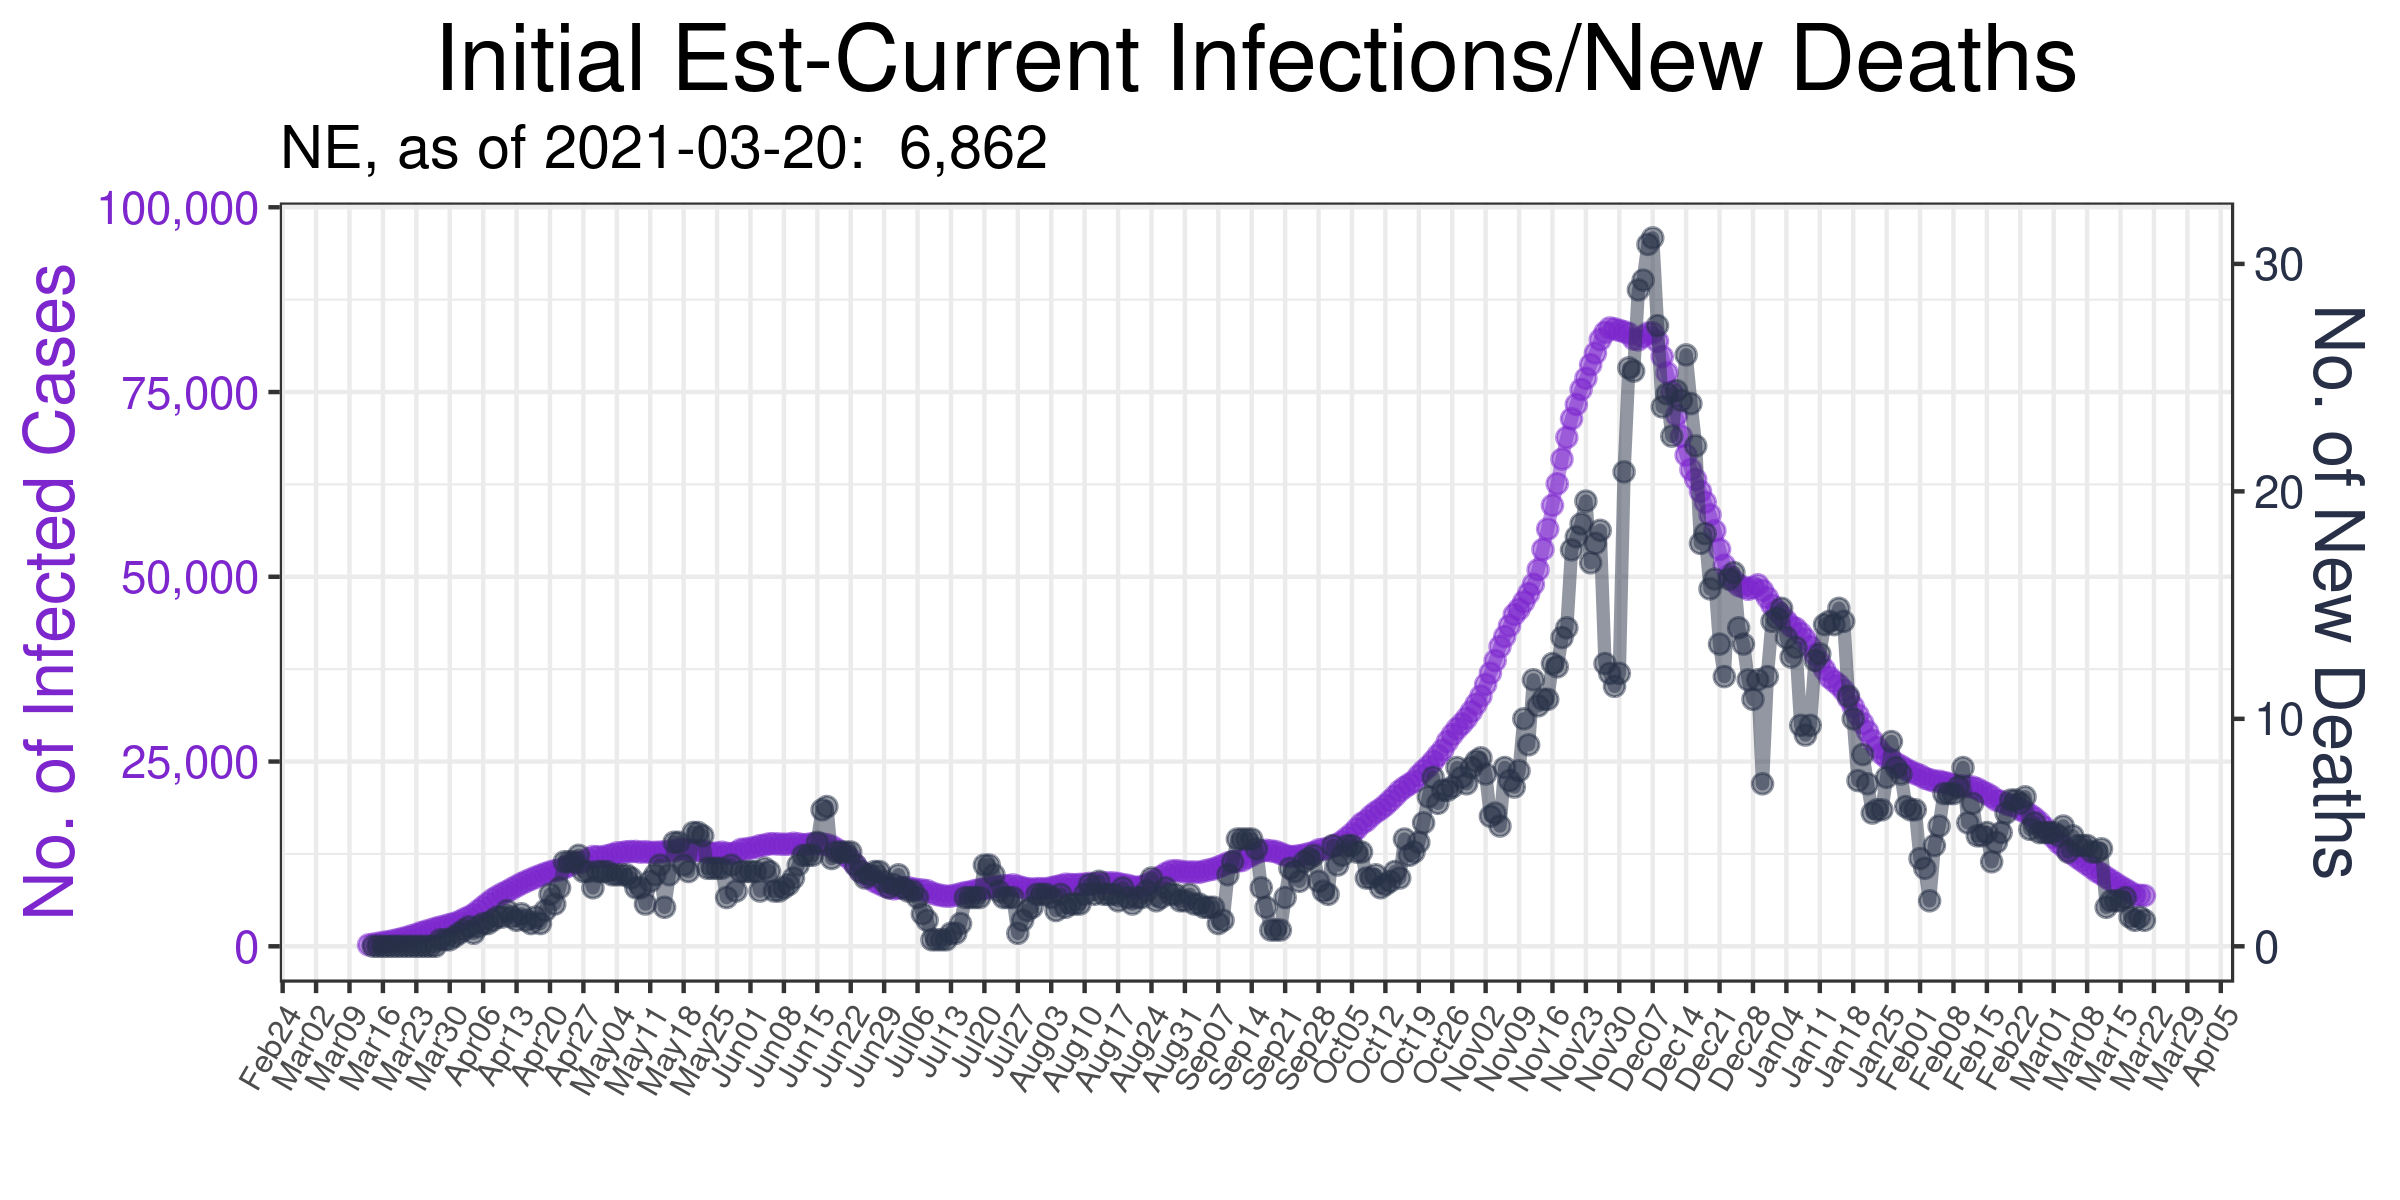 Initial Est-Current Infections/New Deaths
NE, as of 2021-03-20:  6,862
No. of Infected Cases
100,000
75,000
50,000
25,000
0
30
20
10
0
No. of New Deaths
Feb24
Mar02
Mar09
Mar16
Mar23
Mar30
Apr06
Apr13
Apr20
Apr27
May04
May11
May18
May25
Jun01
Jun08
Jun15
Jun22
Jun29
Jul06
Jul13
Jul20
Jul27
Aug03
Aug10
Aug17
Aug24
Aug31
Sep07
Sep14
Sep21
Sep28
Oct05
Oct12
Oct19
Oct26
Nov02
Nov09
Nov16
Nov23
Nov30
Dec07
Dec14
Dec21
Dec28
Jan04
Jan11
Jan18
Jan25
Feb01
Feb08
Feb15
Feb22
Mar01
Mar08
Mar15
Mar22
Mar29
Apr05